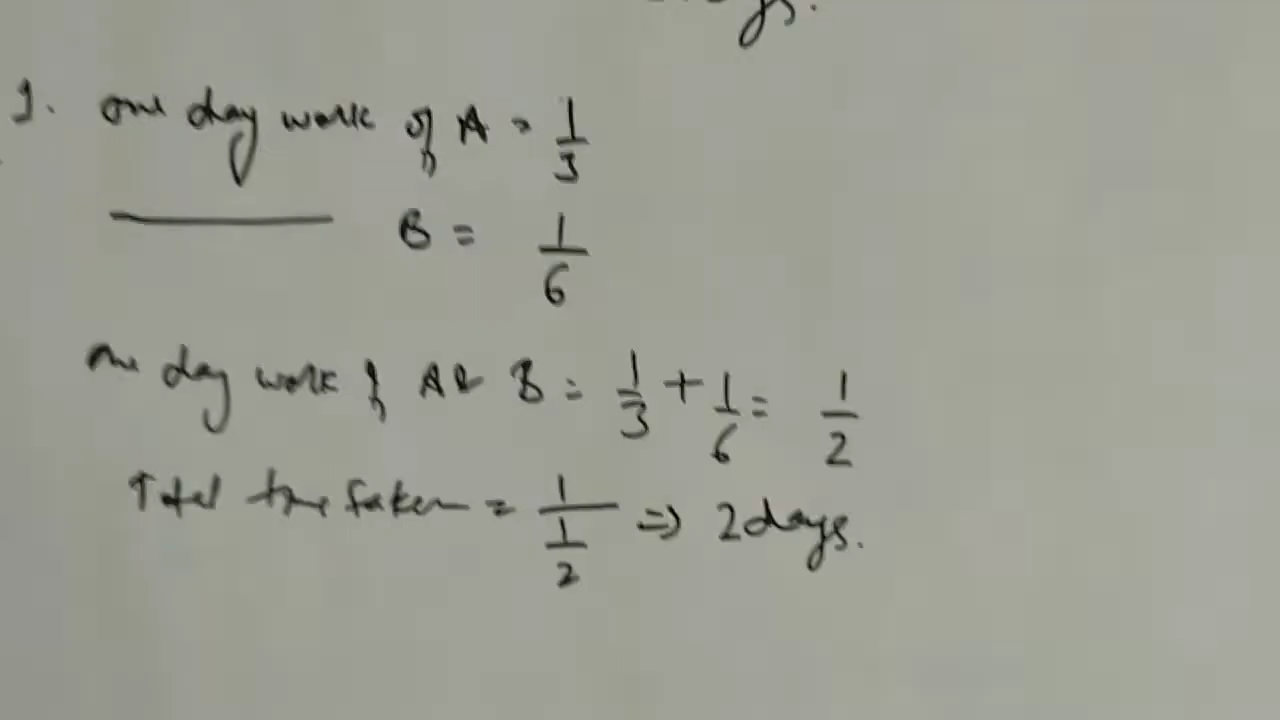 1. one day work of A = 1/3
B = 1/6
one day work of A & B = 1/3 + 1/6 = 1/2
Total time taken = 1/(1/2) => 2 days.